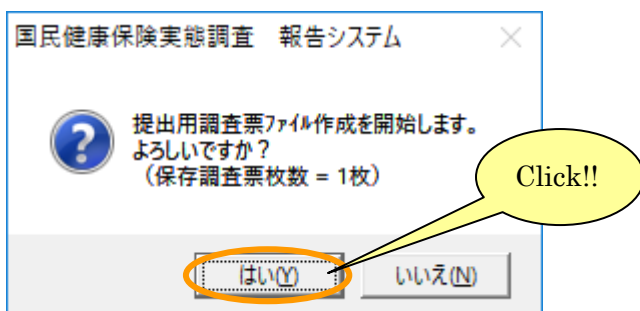 国民健康保険実態調査 報告システム
提出用調査票ファイル作成を開始します。
よろしいですか？
（保存調査票枚数 = 1枚）
Click!!
はい(Y)
いいえ(N)